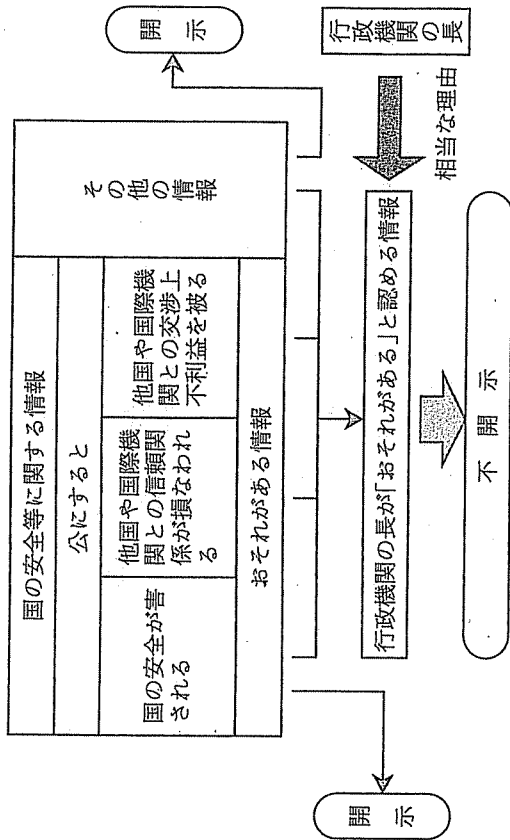 国の安全等に関する情報
公にすると
国の安全が害
される
他国や国際機
関との信頼関
係が損なわれ
る
他国や国際機
関との交渉上
不利益を被る
おそれがある情報
その他の情報
開示
開示
行政機関の長が「おそれがある」と認める情報
相当な理由
行政
機関の長
不開示